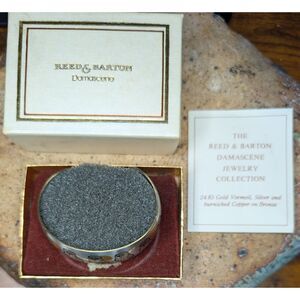 REED & BARTON
Damascene
THE
REED & BARTON
DAMASCENE
JEWELRY
COLLECTION
24 Kt Gold Vermeil, Silver and
burnished Copper on Bronze